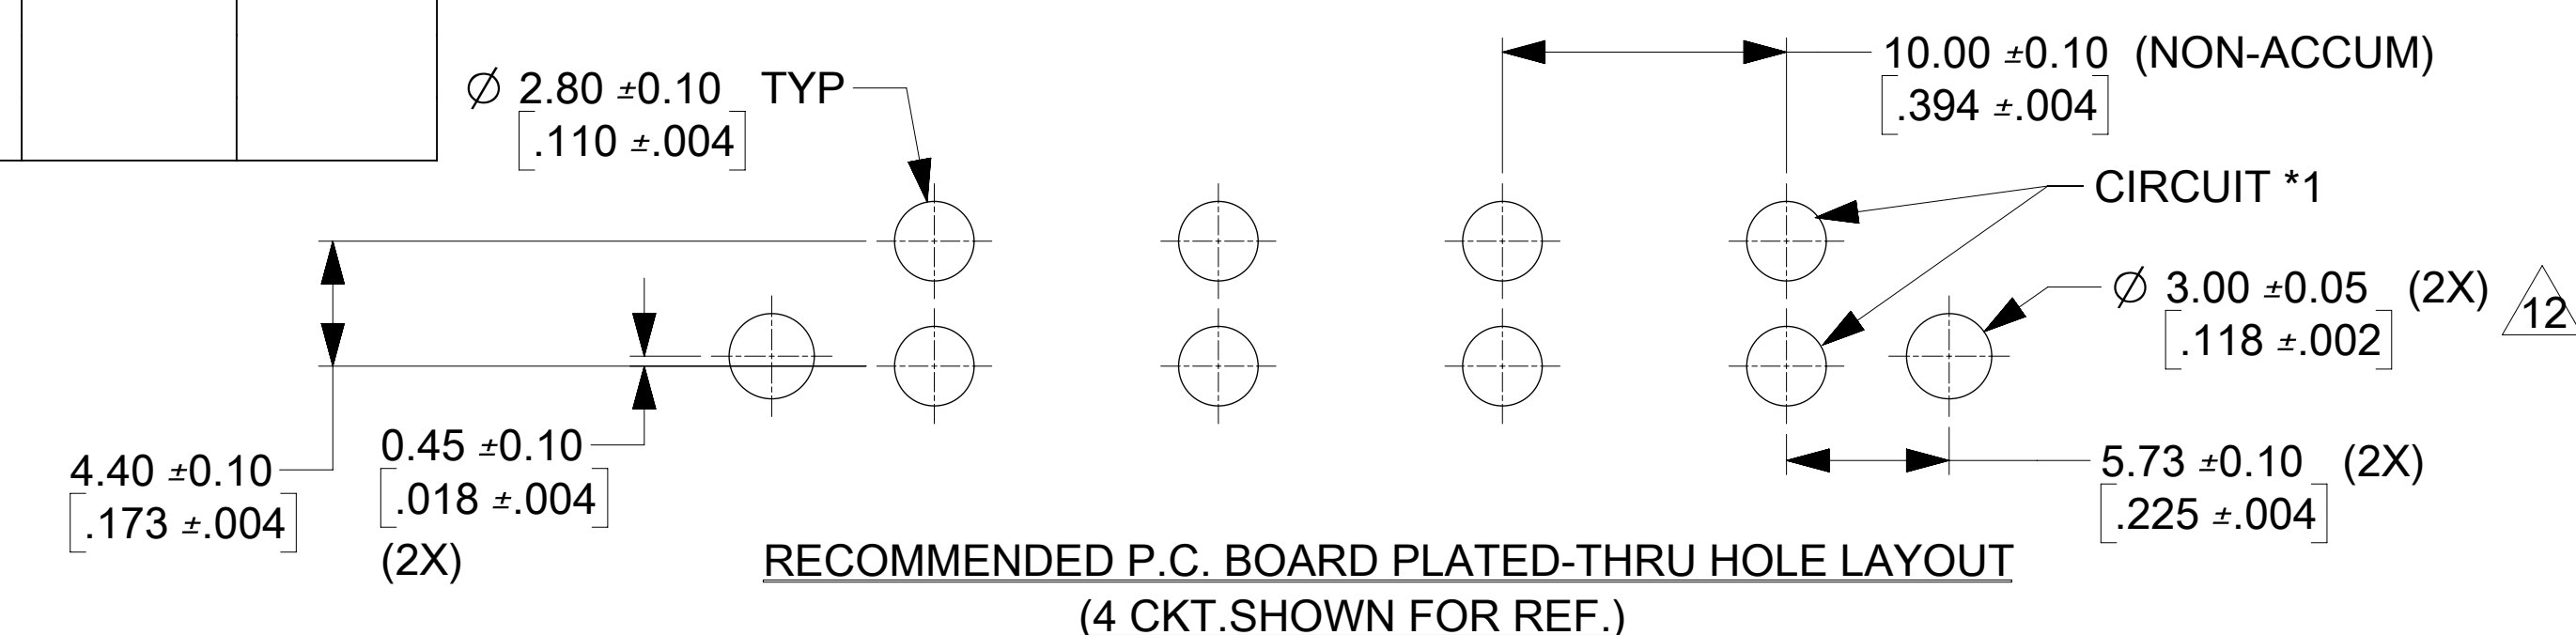 10.00 ±0.10 (NON-ACCUM)
[.394 ±.004]
Ø 2.80 ±0.10 TYP
[.110 ±.004]
CIRCUIT *1
Ø 3.00 ±0.05 (2X) 12
[.118 ±.002]
4.40 ±0.10
[.173 ±.004]
0.45 ±0.10
[.018 ±.004]
(2X)
5.73 ±0.10 (2X)
[.225 ±.004]
RECOMMENDED P.C. BOARD PLATED-THRU HOLE LAYOUT
(4 CKT.SHOWN FOR REF.)